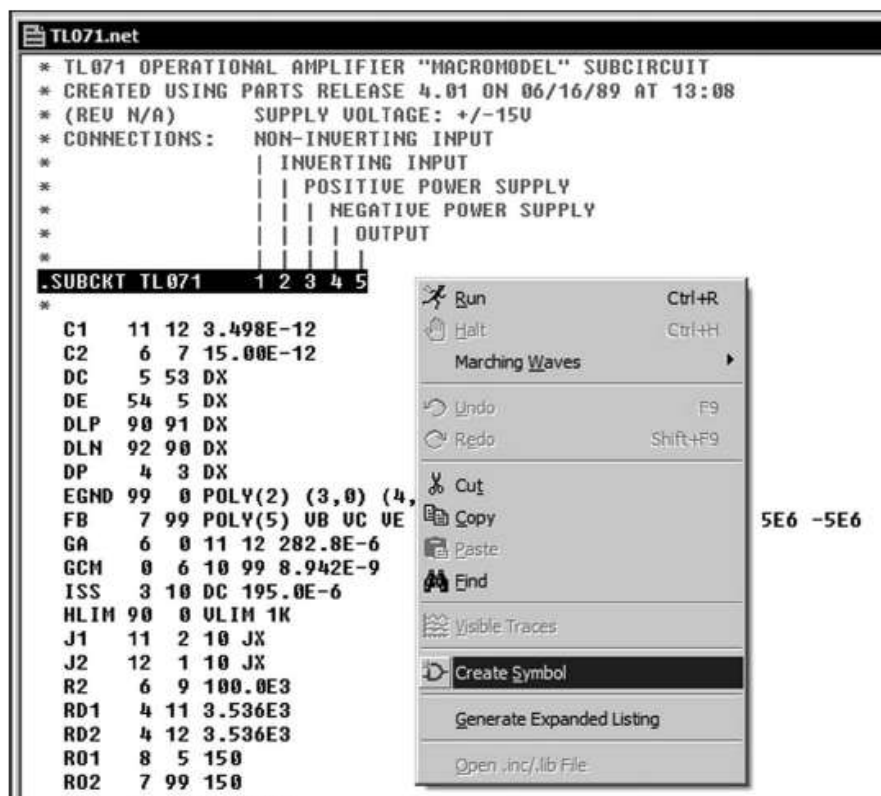 TL071.net
* TL071 OPERATIONAL AMPLIFIER "MACROMODEL" SUBCIRCUIT
* CREATED USING PARTS RELEASE 4.01 ON 06/16/89 AT 13:08
* (REV N/A)      SUPPLY VOLTAGE: +/-15V
* CONNECTIONS:   NON-INVERTING INPUT
*                | INVERTING INPUT
*                | | POSITIVE POWER SUPPLY
*                | | | NEGATIVE POWER SUPPLY
*                | | | | OUTPUT
*                | | | | |
.SUBCKT TL071    1 2 3 4 5
*
C1   11 12 3.498E-12
C2    6  7 15.00E-12
DC    5 53 DX
DE   54  5 DX
DLP  90 91 DX
DLN  92 90 DX
DP    4  3 DX
EGND 99  0 POLY(2) (3,0) (4,
FB    7 99 POLY(5) VB VC VE 5E6 -5E6
GA    6  0 11 12 282.8E-6
GCM   0  6 10 99 8.942E-9
ISS   3 10 DC 195.0E-6
HLIM 90  0 VLIM 1K
J1   11  2 10 JX
J2   12  1 10 JX
R2    6  9 100.0E3
RD1   4 11 3.536E3
RD2   4 12 3.536E3
RO1   8  5 150
RO2   7 99 150
Run Ctrl+R
Halt Ctrl+H
Marching Waves
Undo F9
Redo Shift+F9
Cut
Copy
Paste
Find
Visible Traces
Create Symbol
Generate Expanded Listing
Open .inc/.lib File